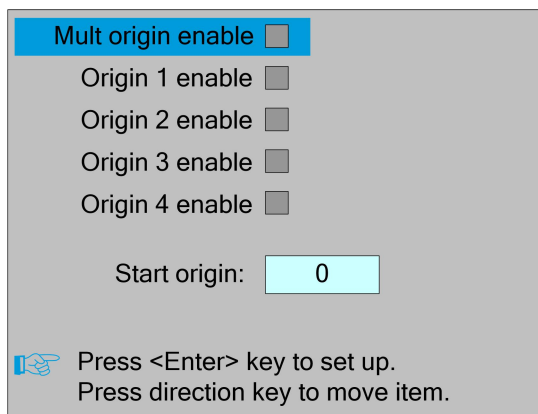 Mult origin enable
Origin 1 enable
Origin 2 enable
Origin 3 enable
Origin 4 enable
Start origin: 0
Press <Enter> key to set up.
Press direction key to move item.